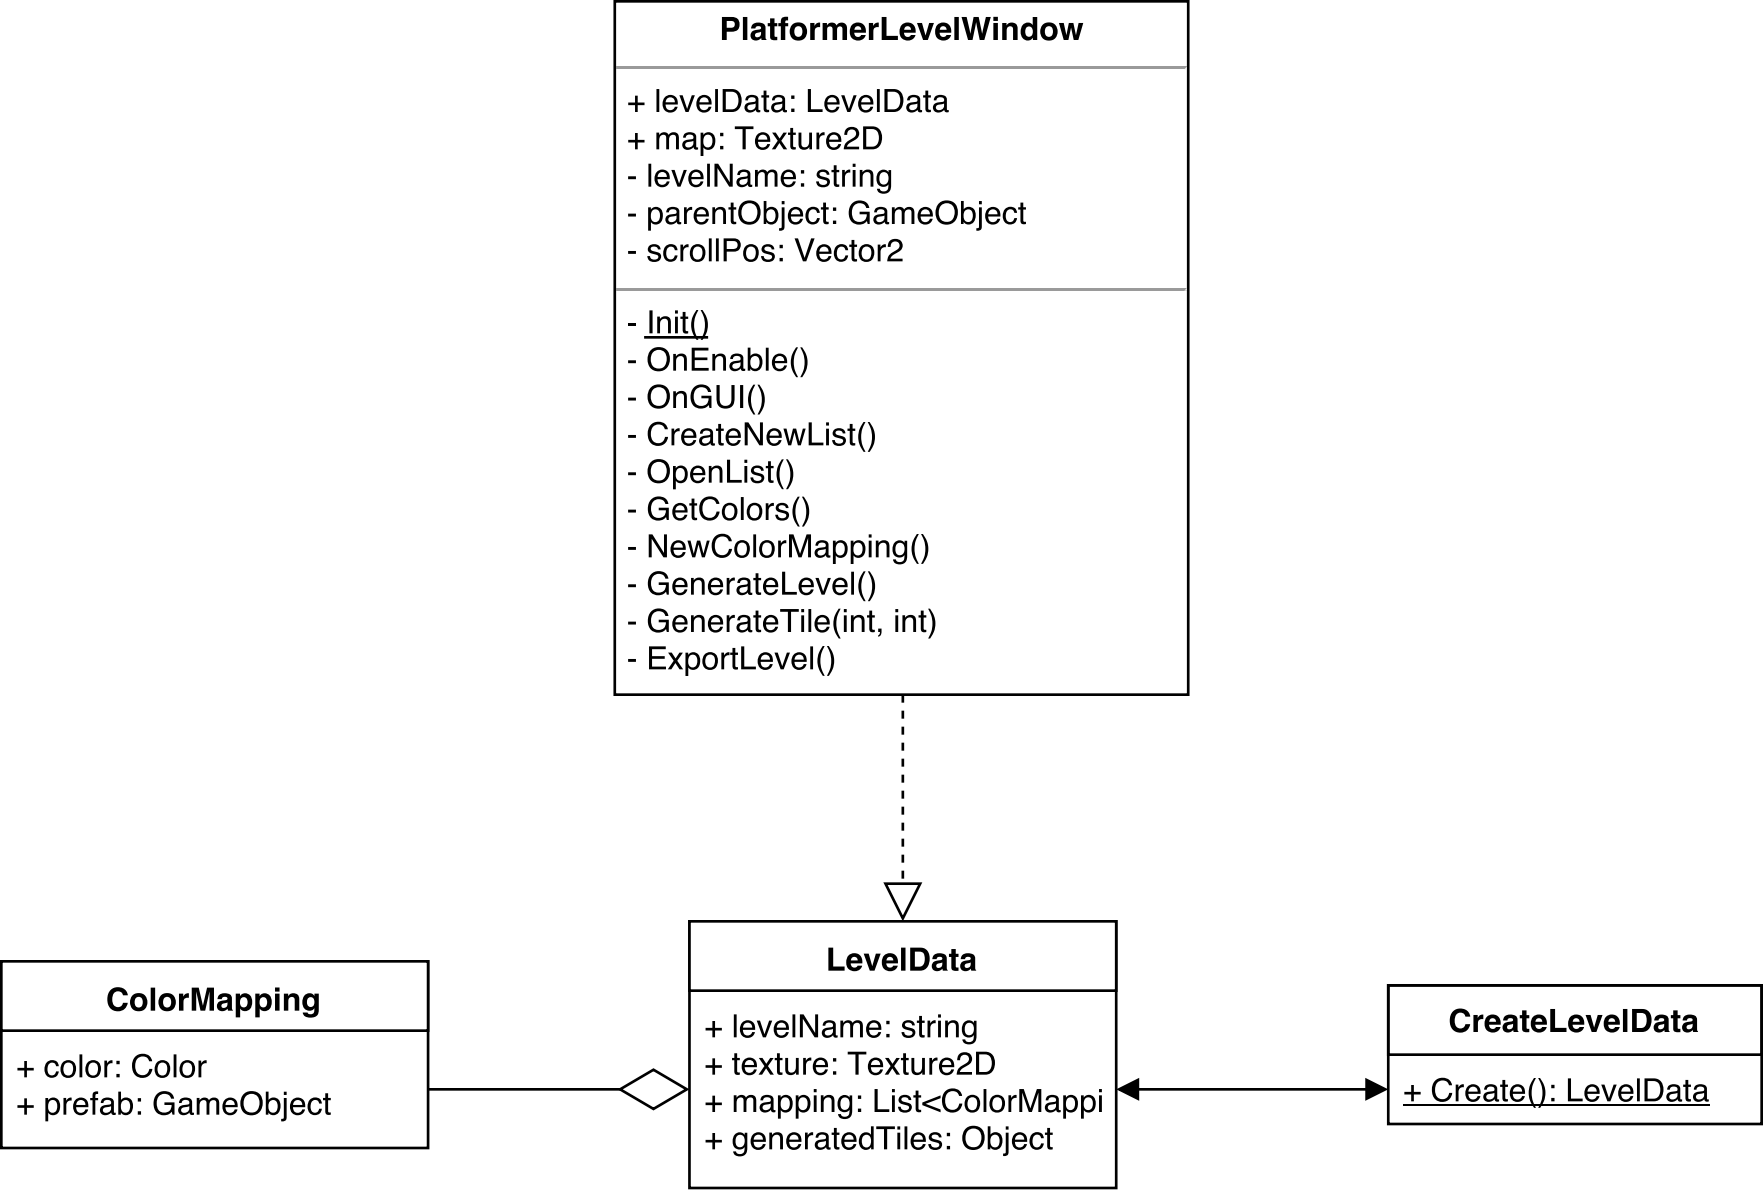 PlatformerLevelWindow
+ levelData: LevelData
+ map: Texture2D
- levelName: string
- parentObject: GameObject
- scrollPos: Vector2
- Init()
- OnEnable()
- OnGUI()
- CreateNewList()
- OpenList()
- GetColors()
- NewColorMapping()
- GenerateLevel()
- GenerateTile(int, int)
- ExportLevel()
ColorMapping
+ color: Color
+ prefab: GameObject
LevelData
+ levelName: string
+ texture: Texture2D
+ mapping: List<ColorMappi
+ generatedTiles: Object
CreateLevelData
+ Create(): LevelData